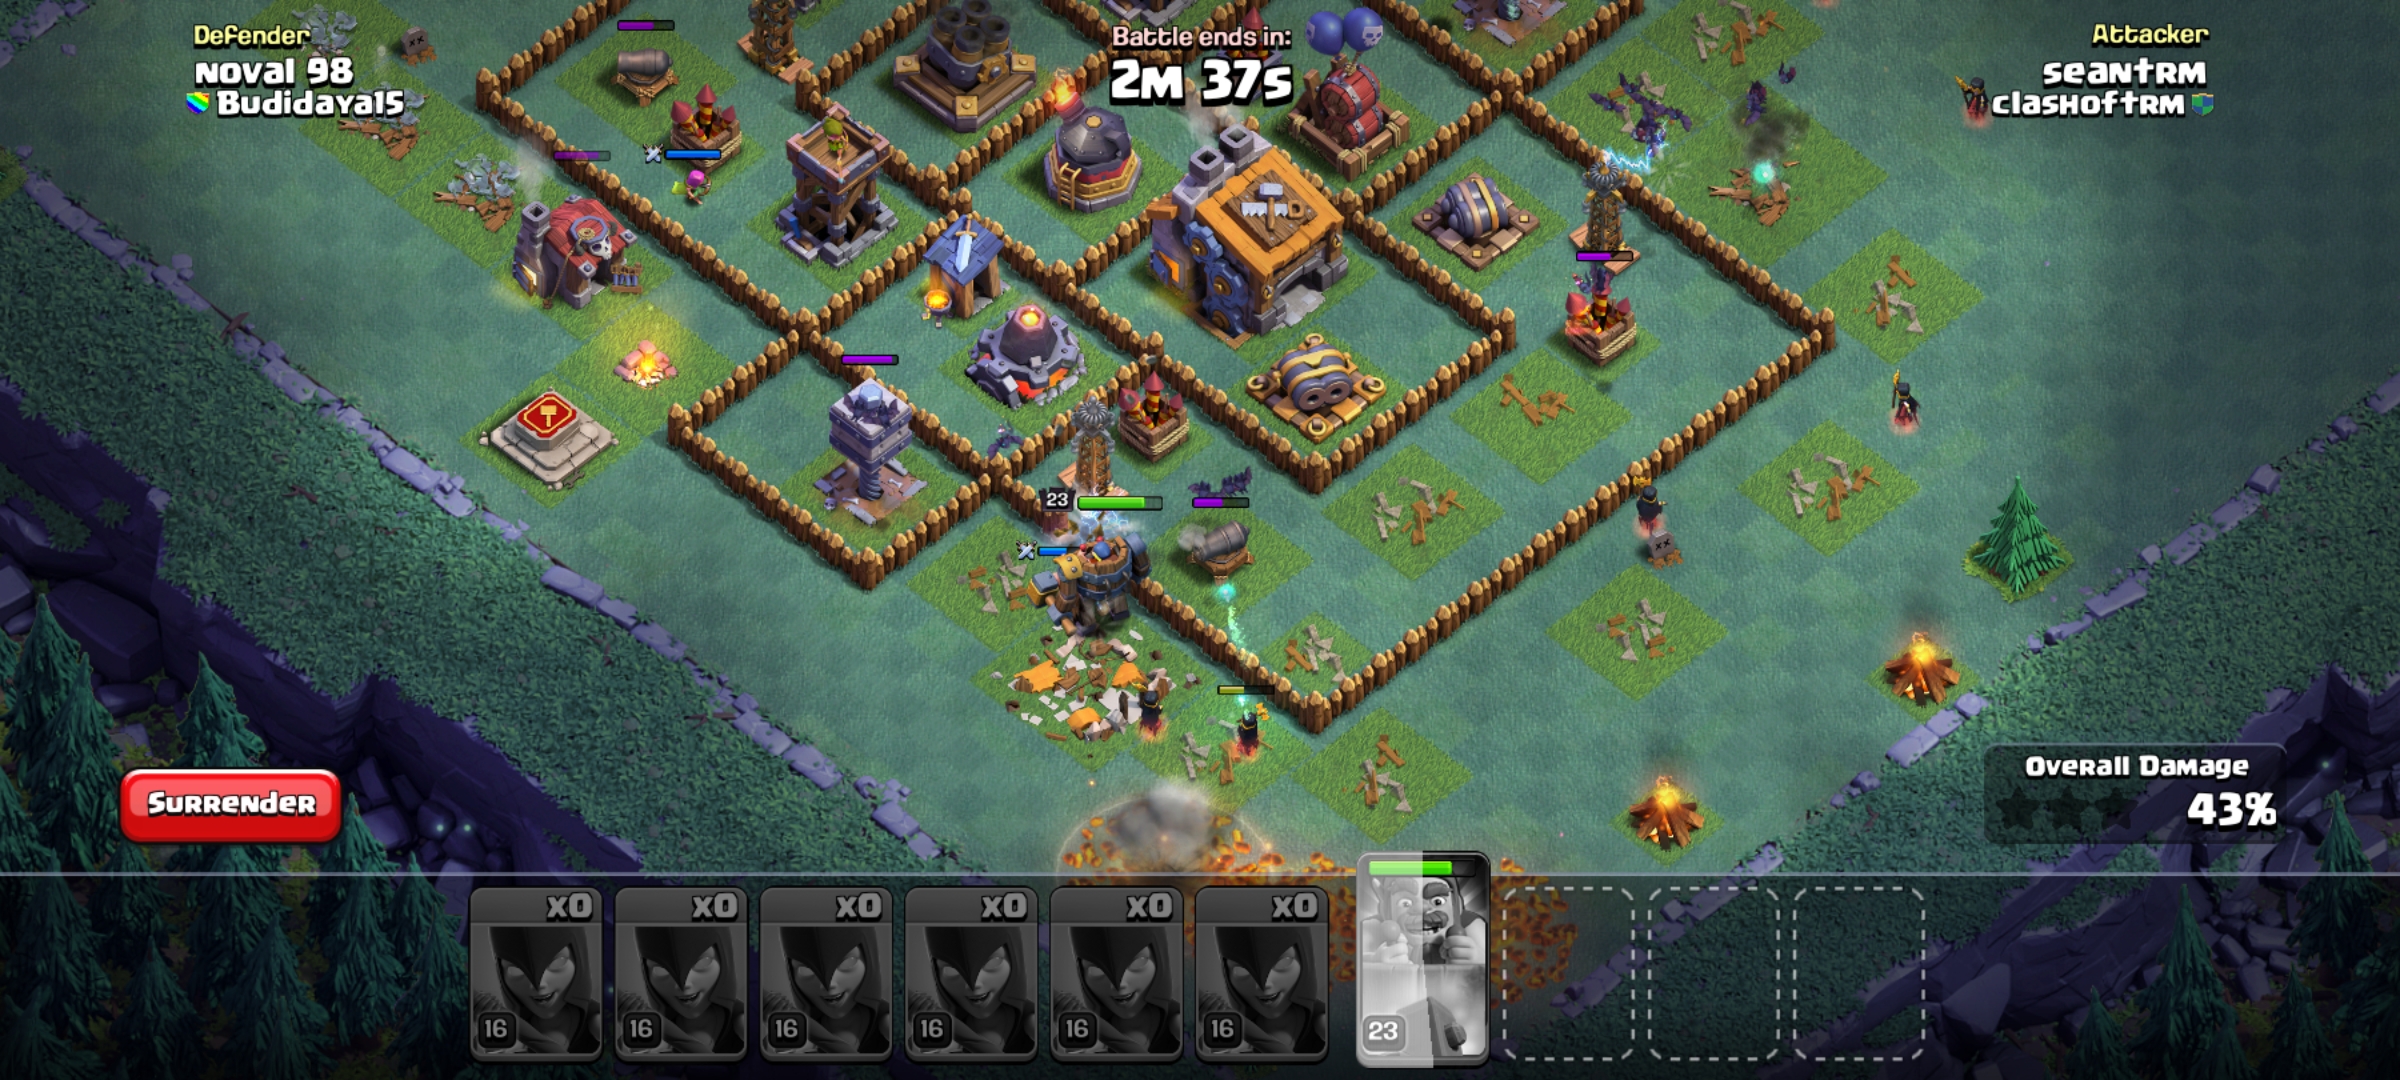 Defender
noval 98
Budidaya15
Battle ends in:
2M 37s
Attacker
seantRM
clashoftRM
23
Surrender
Overall Damage
43%
x0
x0
x0
x0
x0
x0
16
16
16
16
16
16
23